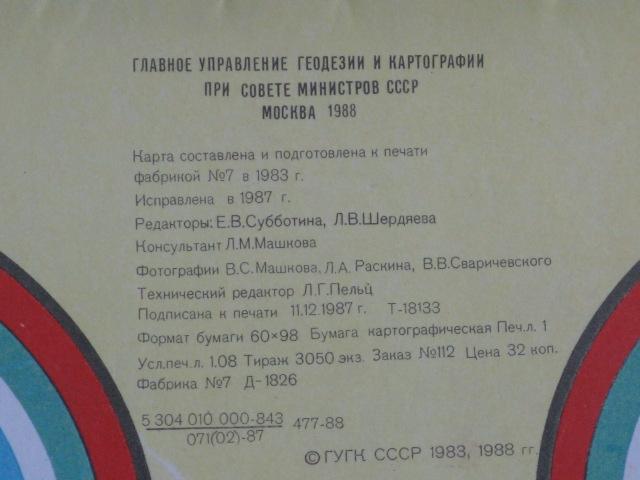 ГЛАВНОЕ УПРАВЛЕНИЕ ГЕОДЕЗИИ И КАРТОГРАФИИ
ПРИ СОВЕТЕ МИНИСТРОВ СССР
МОСКВА 1988
Карта составлена и подготовлена к печати
фабрикой №7 в 1983 г.
Исправлена в 1987 г.
Редакторы: Е.В.Субботина, Л.В.Шердяева
Консультант Л.М.Машкова
Фотографии В.С.Машкова, Л.А. Раскина, В.В.Сваричевского
Технический редактор Л.Г.Пельц
Подписана к печати 11.12.1987 г. Т-18133
Формат бумаги 60×98 Бумага картографическая Печ.л. 1
Усл.печ.л. 1.08 Тираж 3050 экз. Заказ №112 Цена 32 коп.
Фабрика №7 Д-1826
5 304 010 000-843
071(02)-87
477-88
© ГУГК СССР 1983, 1988 гг.